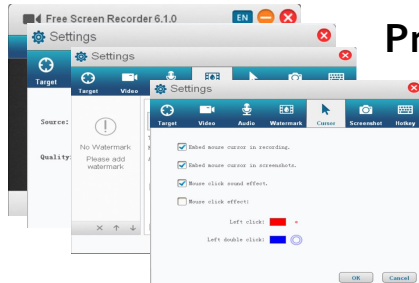 Free Screen Recorder 6.1.0
EN
Pr
Settings
Target
Source:
Quality:
Settings
Target Video
No Watermark
Please add
watermark
Settings
Target Video Audio Watermark Cursor Screenshot Hotkey
Embed mouse cursor in recording.
Embed mouse cursor in screenshots.
Mouse click sound effect.
Mouse click effect:
Left click:
Left double click:
OK Cancel